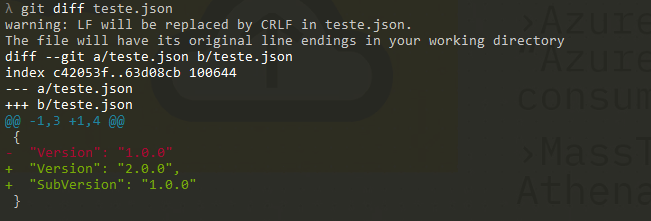 λ git diff teste.json
warning: LF will be replaced by CRLF in teste.json.
The file will have its original line endings in your working directory
diff --git a/teste.json b/teste.json
index c42053f..63d08cb 100644
--- a/teste.json
+++ b/teste.json
@@ -1,3 +1,4 @@
{
-  "Version": "1.0.0"
+  "Version": "2.0.0",
+  "SubVersion": "1.0.0"
}
›Azure
›Azure
consum
›Mass
Athena